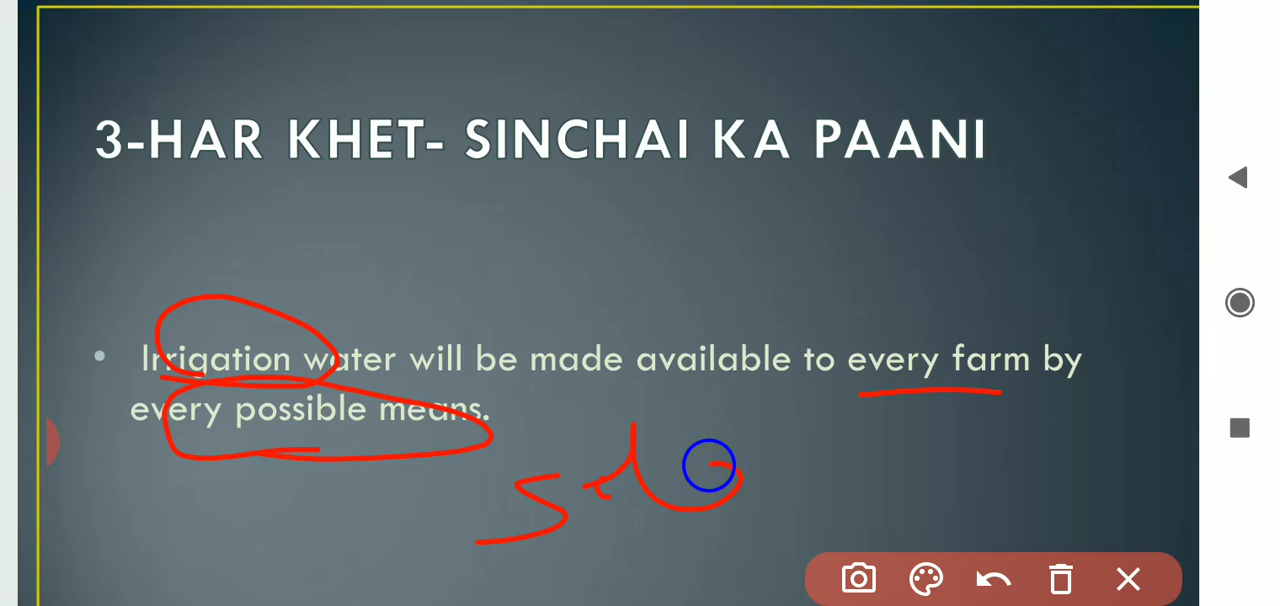 3-HAR KHET- SINCHAI KA PAANI
• Irrigation water will be made available to every farm by
every possible means.